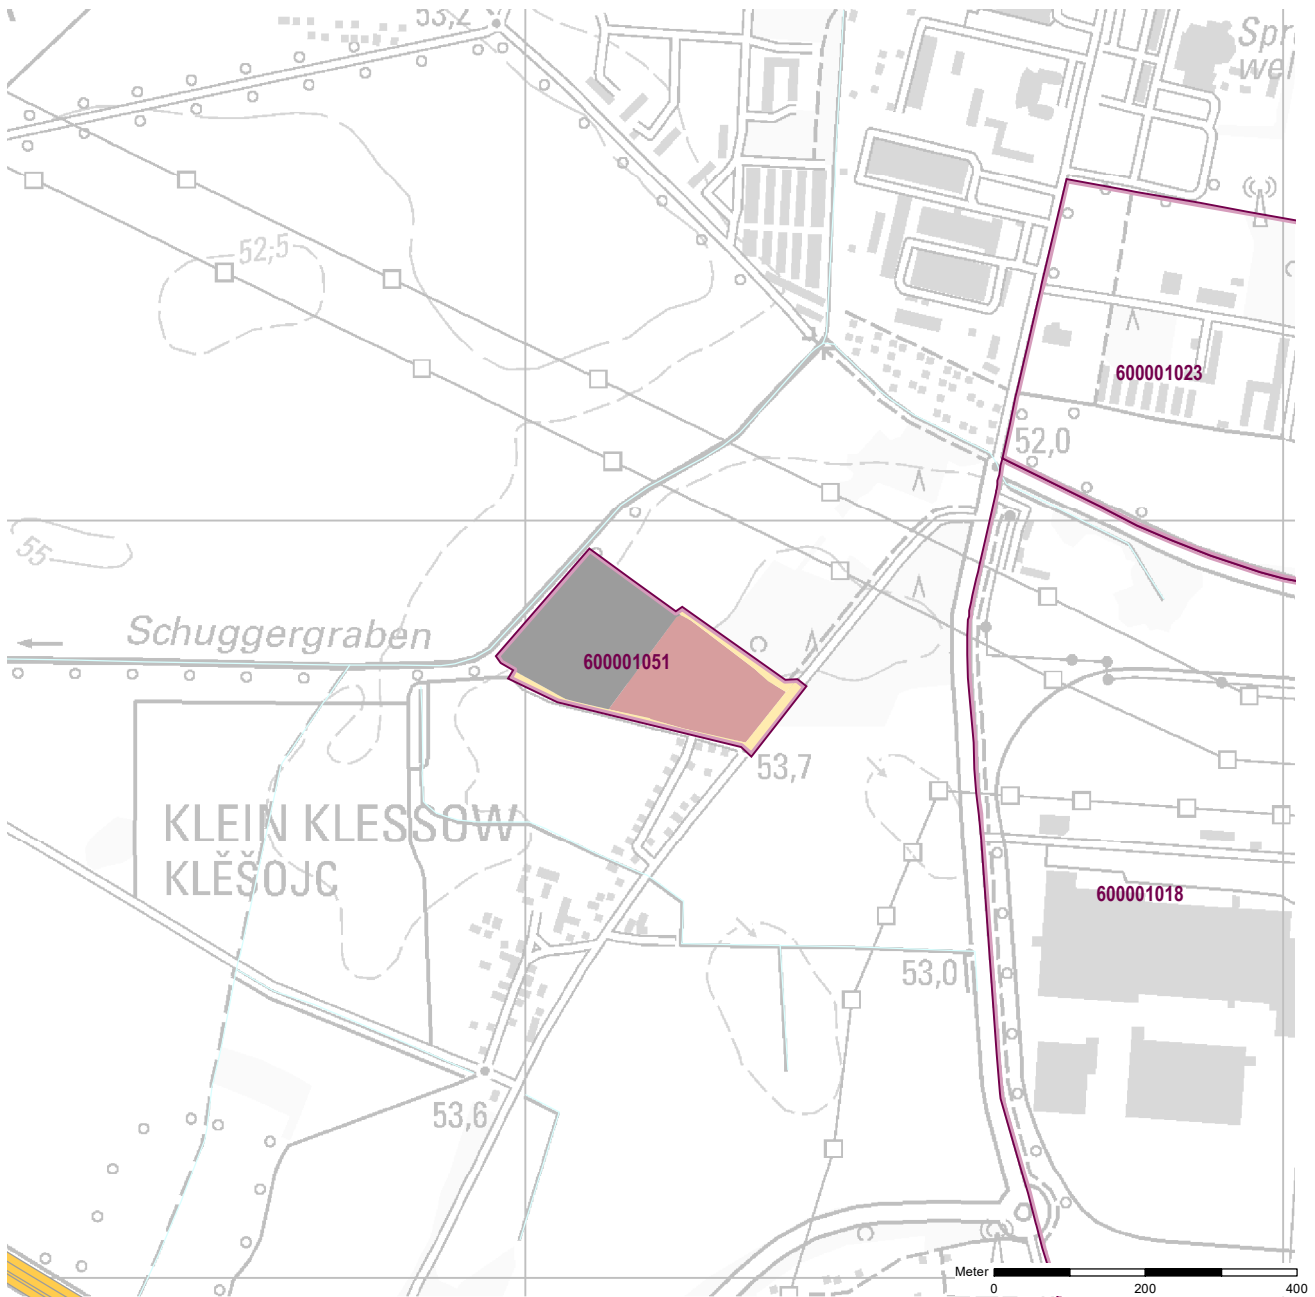 53,2
Spr
wel
52,5
600001023
52,0
55
Schuggergraben
600001051
53,7
KLEIN KLESSOW
KLĚŠOJC
600001018
53,0
53,6
Meter
0 200 400